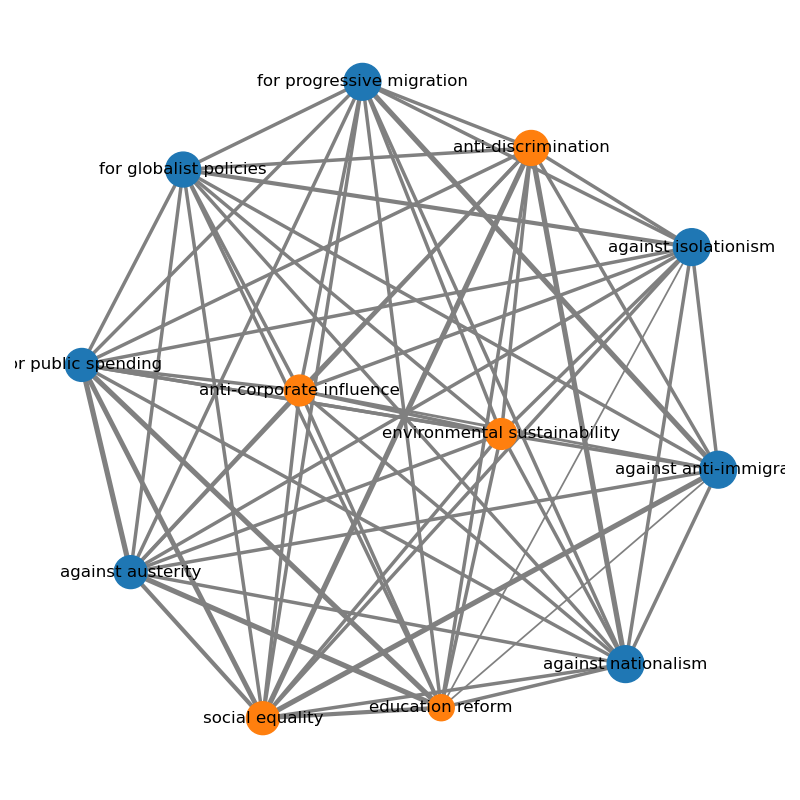 for progressive migration
anti-discrimination
for globalist policies
against isolationism
or public spending
anti-corporate influence
environmental sustainability
against anti-immigra
against austerity
against nationalism
education reform
social equality